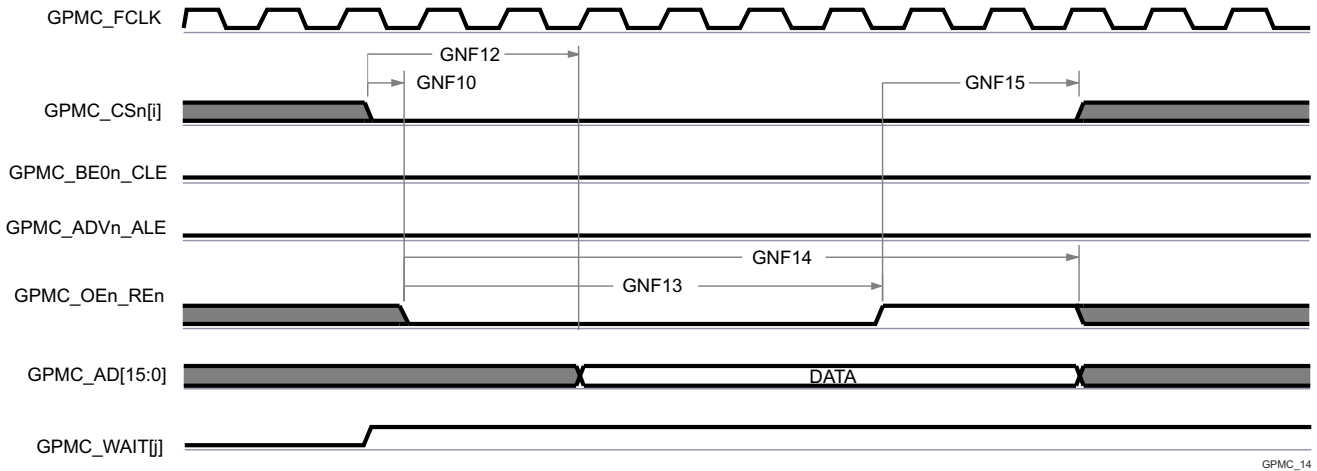 GPMC_FCLK
GNF12
GNF10
GNF15
GPMC_CSn[i]
GPMC_BE0n_CLE
GPMC_ADVn_ALE
GNF14
GNF13
GPMC_OEn_REn
GPMC_AD[15:0]
DATA
GPMC_WAIT[j]
GPMC_14